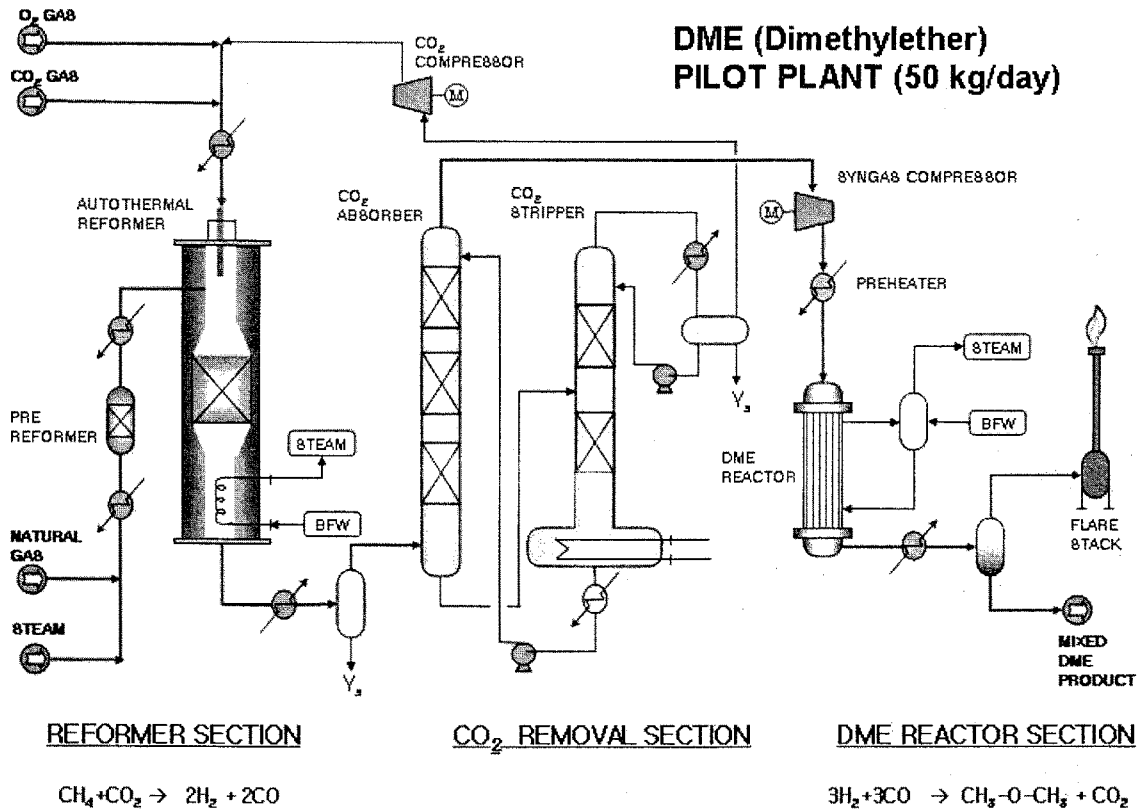 O₂ GAS
CO₂ GAS
CO₂
COMPRESSOR
M
DME (Dimethylether)
PILOT PLANT (50 kg/day)
AUTOTHERMAL
REFORMER
CO₂
ABSORBER
CO₂
STRIPPER
SYNGAS COMPRESSOR
M
PREHEATER
PRE
REFORMER
STEAM
BFW
NATURAL
GAS
STEAM
DME
REACTOR
STEAM
BFW
FLARE
STACK
MIXED
DME
PRODUCT
REFORMER SECTION
CO₂ REMOVAL SECTION
DME REACTOR SECTION
CH₄+CO₂ → 2H₂ + 2CO
3H₂+3CO → CH₃-O-CH₃ + CO₂